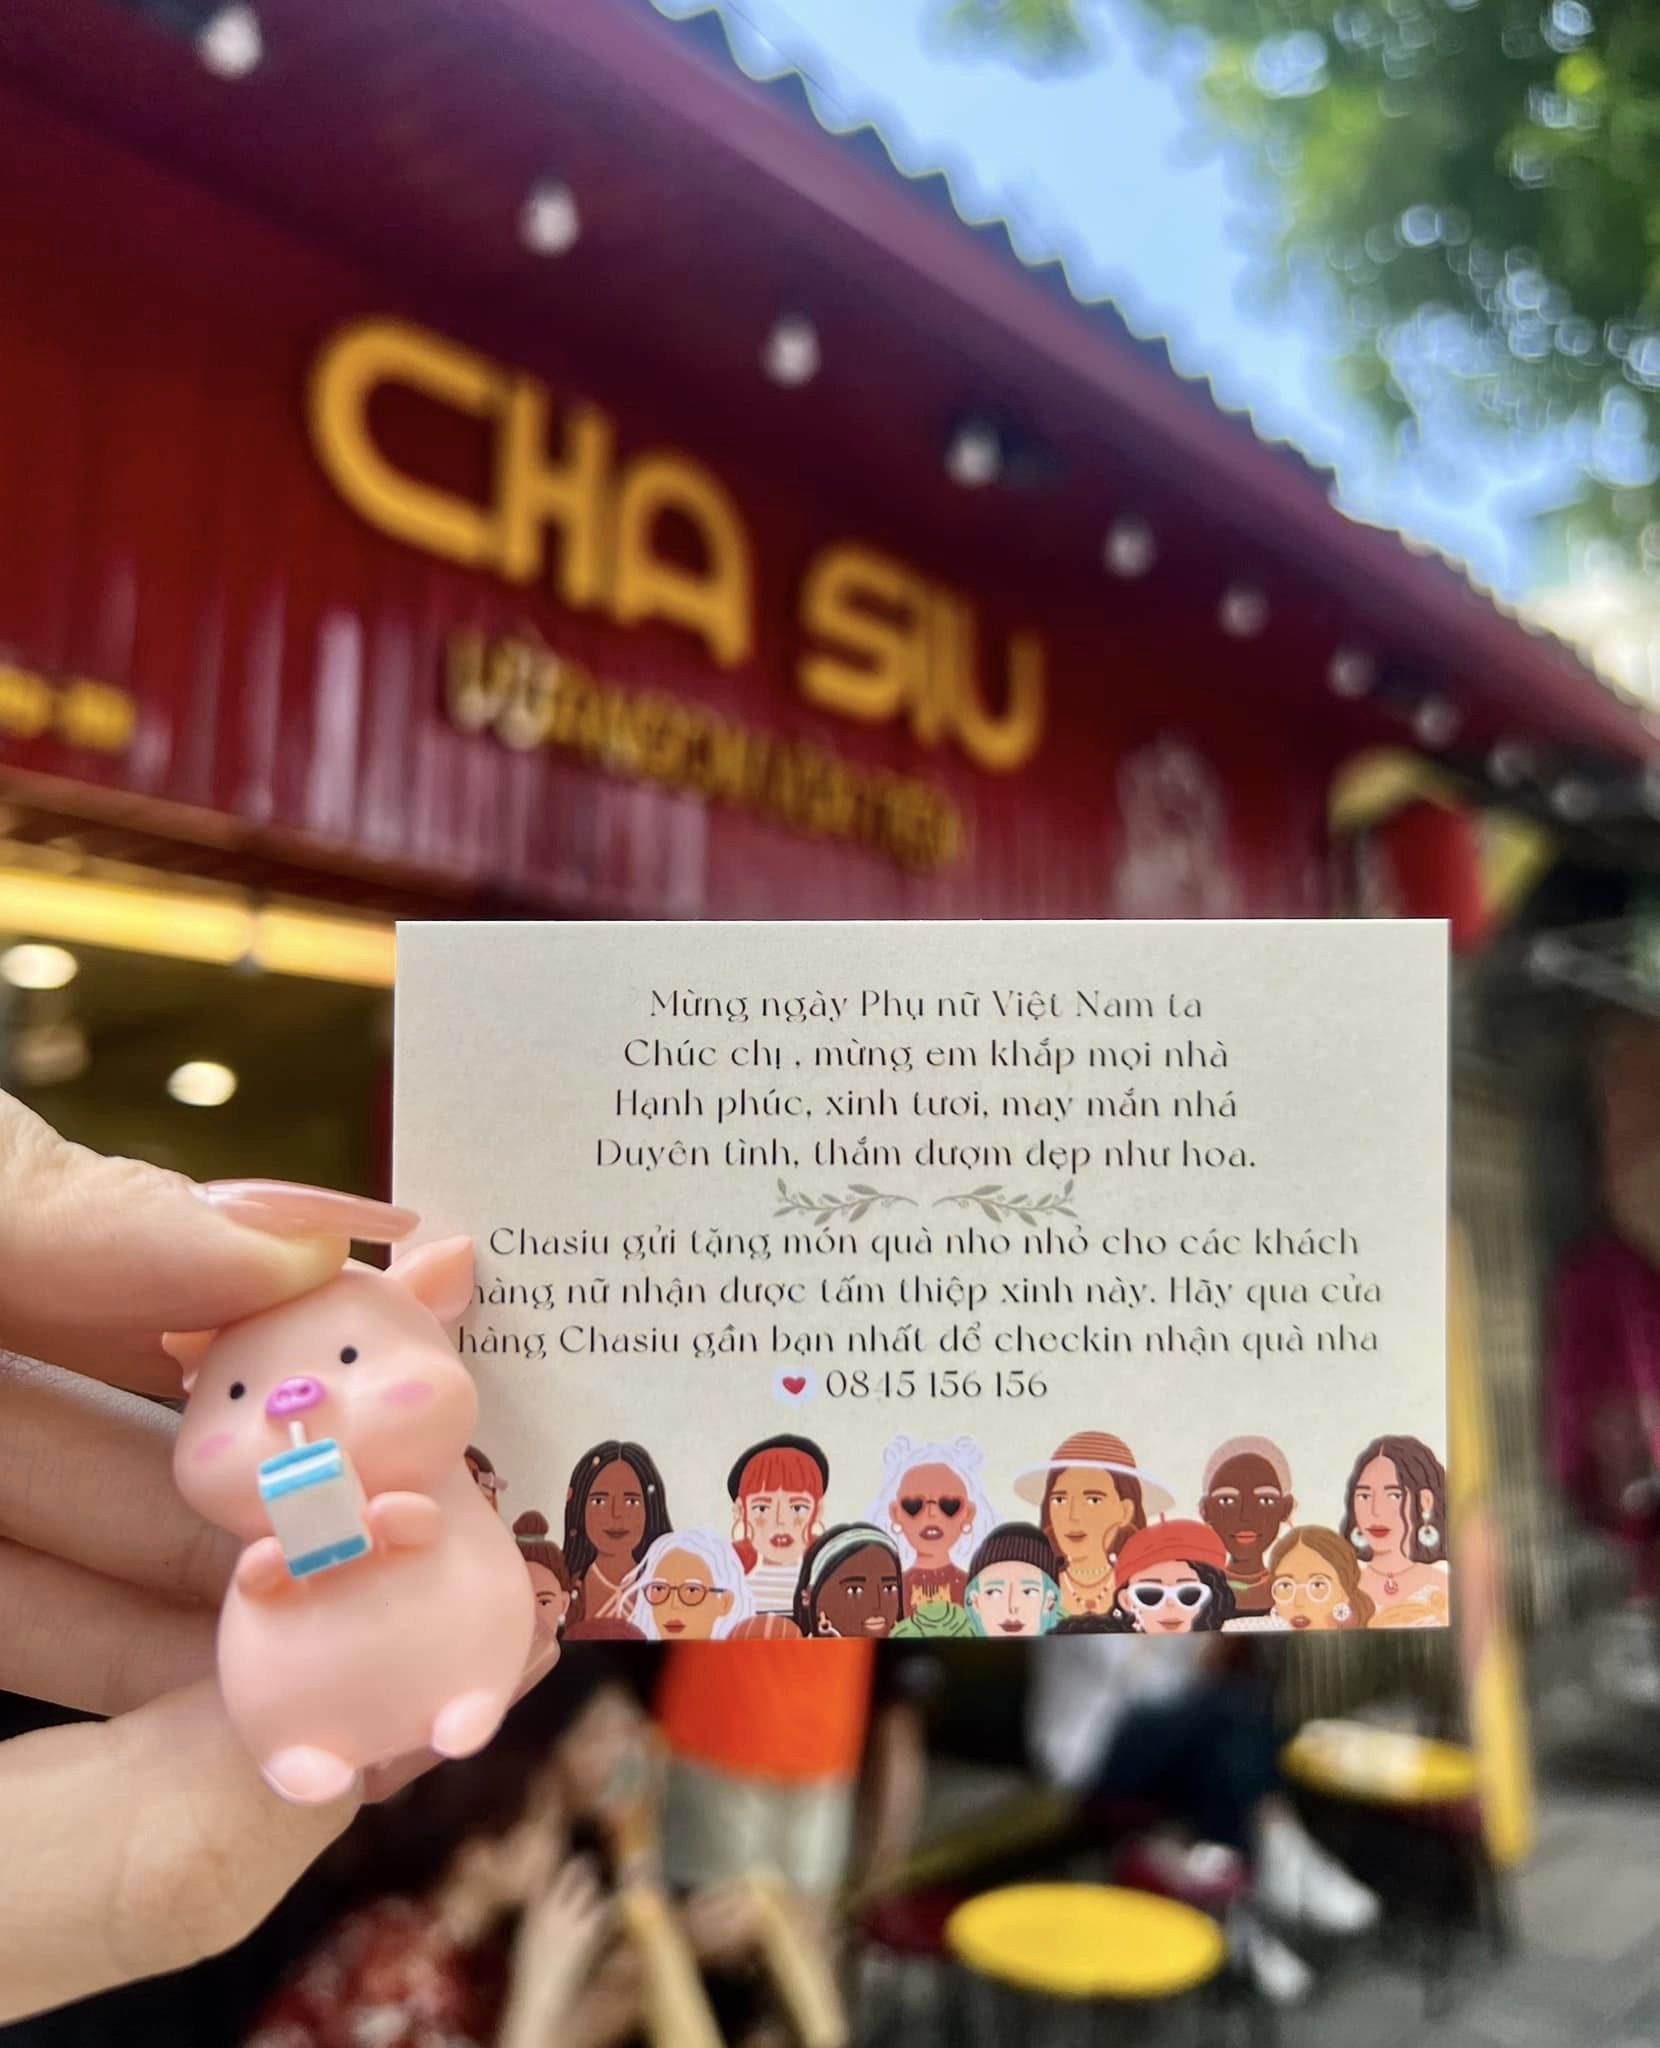 CHA SIU
Mừng ngày Phụ nữ Việt Nam ta
Chúc chị , mừng em khắp mọi nhà
Hạnh phúc, xinh tươi, may mắn nhá
Duyên tình, thắm đượm đẹp như hoa.
Chasiu gửi tặng món quà nho nhỏ cho các khách
hàng nữ nhận được tấm thiệp xinh này. Hãy qua cửa
hàng Chasiu gần bạn nhất để checkin nhận quà nha
0845 156 156